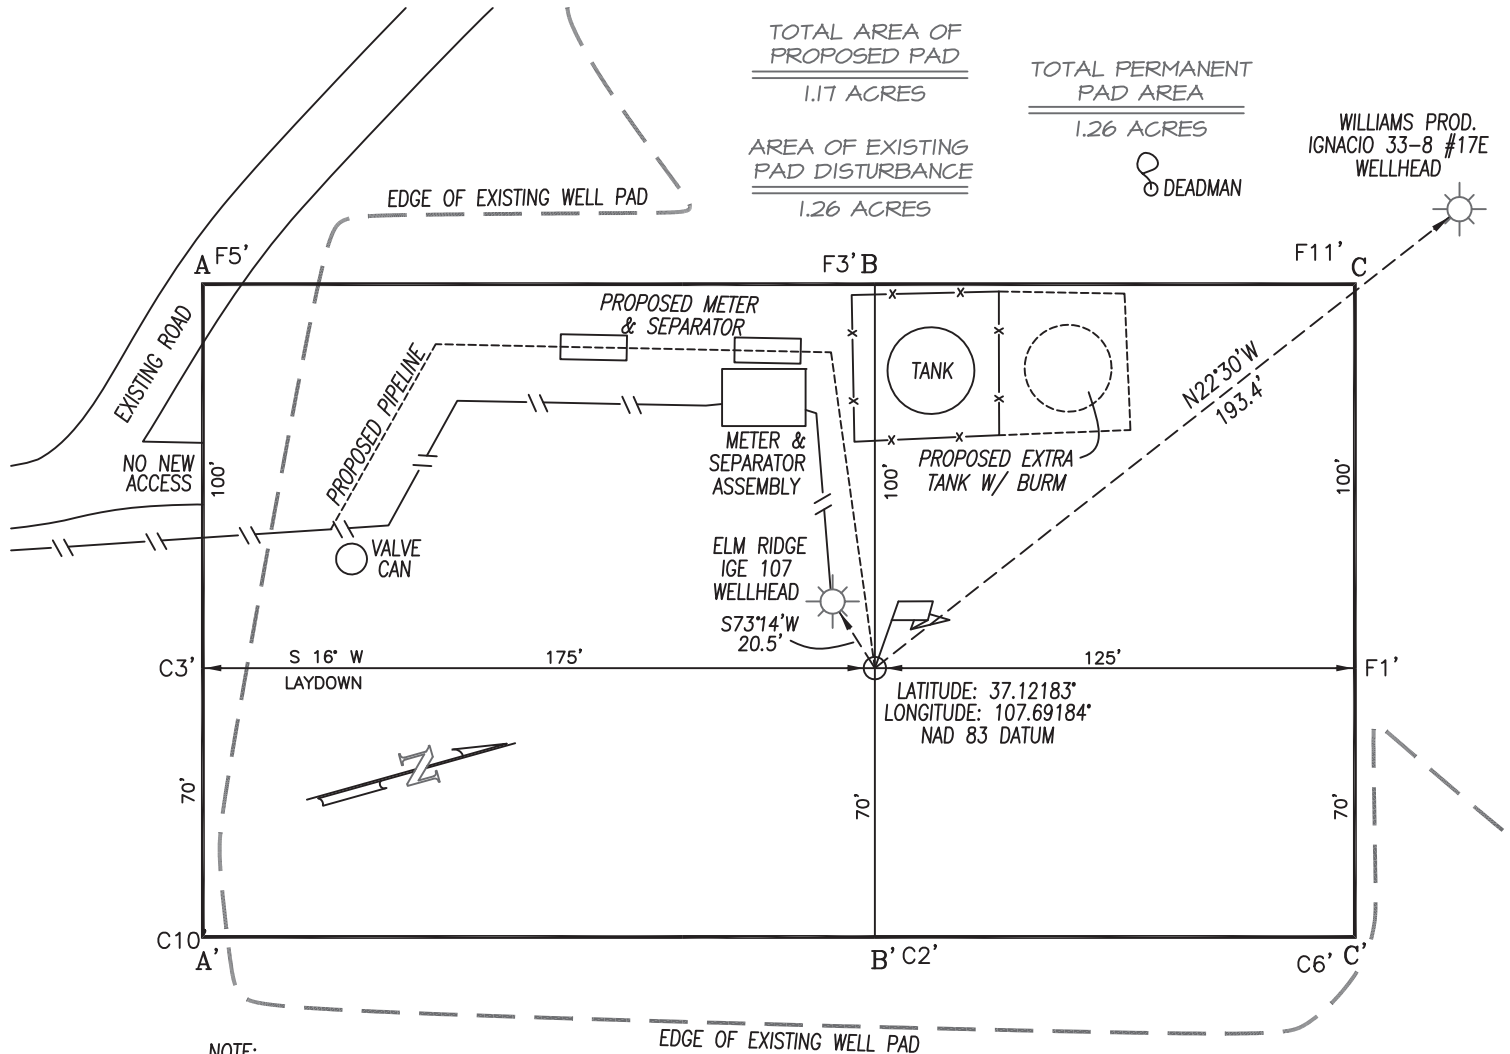 TOTAL AREA OF
PROPOSED PAD
1.17 ACRES
TOTAL PERMANENT
PAD AREA
1.26 ACRES
AREA OF EXISTING
PAD DISTURBANCE
1.26 ACRES
WILLIAMS PROD.
IGNACIO 33-8 #17E
WELLHEAD
DEADMAN
EDGE OF EXISTING WELL PAD
A F5'
F3' B
F11' C
PROPOSED METER
& SEPARATOR
EXISTING ROAD
PROPOSED PIPELINE
TANK
N22°30'W
193.4'
NO NEW
ACCESS
100'
METER &
SEPARATOR
ASSEMBLY
100'
PROPOSED EXTRA
TANK W/ BURM
100'
VALVE
CAN
ELM RIDGE
IGE 107
WELLHEAD
S73°14'W
20.5'
C3'
S 16° W
175'
125'
F1'
LAYDOWN
LATITUDE: 37.12183°
LONGITUDE: 107.69184°
NAD 83 DATUM
N
70'
70'
70'
C10'
A'
B' C2'
C6' C'
EDGE OF EXISTING WELL PAD
NOTE: